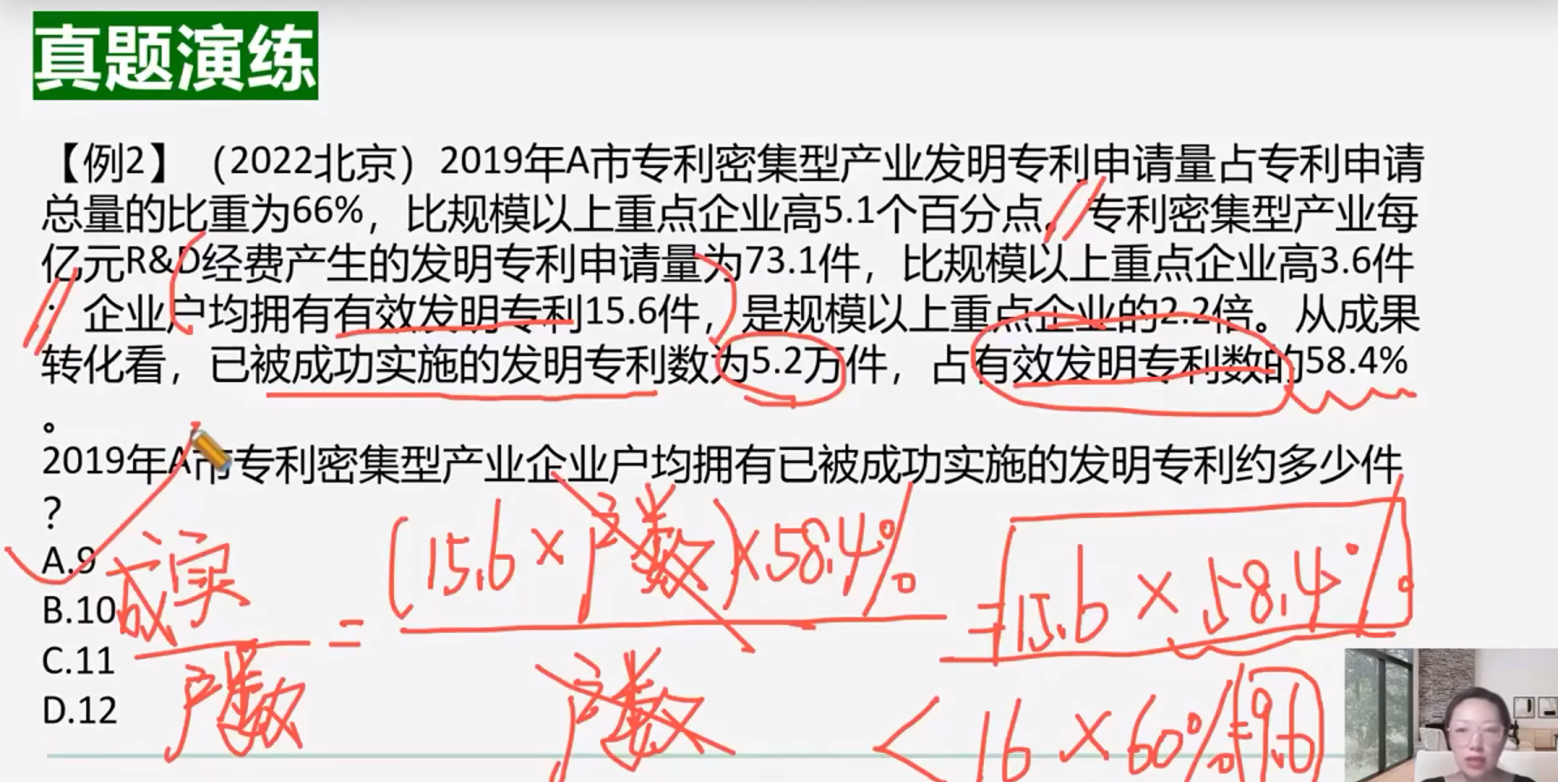 真题演练
【例2】（2022北京）2019年A市专利密集型产业发明专利申请量占专利申请
总量的比重为66%，比规模以上重点企业高5.1个百分点。专利密集型产业每
亿元R&D经费产生的发明专利申请量为73.1件，比规模以上重点企业高3.6件
；企业户均拥有有效发明专利15.6件，是规模以上重点企业的2.2倍。从成果
转化看，已被成功实施的发明专利数为5.2万件，占有效发明专利数的58.4%
。
2019年A市专利密集型产业企业户均拥有已被成功实施的发明专利约多少件
？
A.9
B.10
C.11
D.12
成实
户数
=
(15.6×户数)×58.4%
户数
=15.6×58.4%
<16×60%=9.6